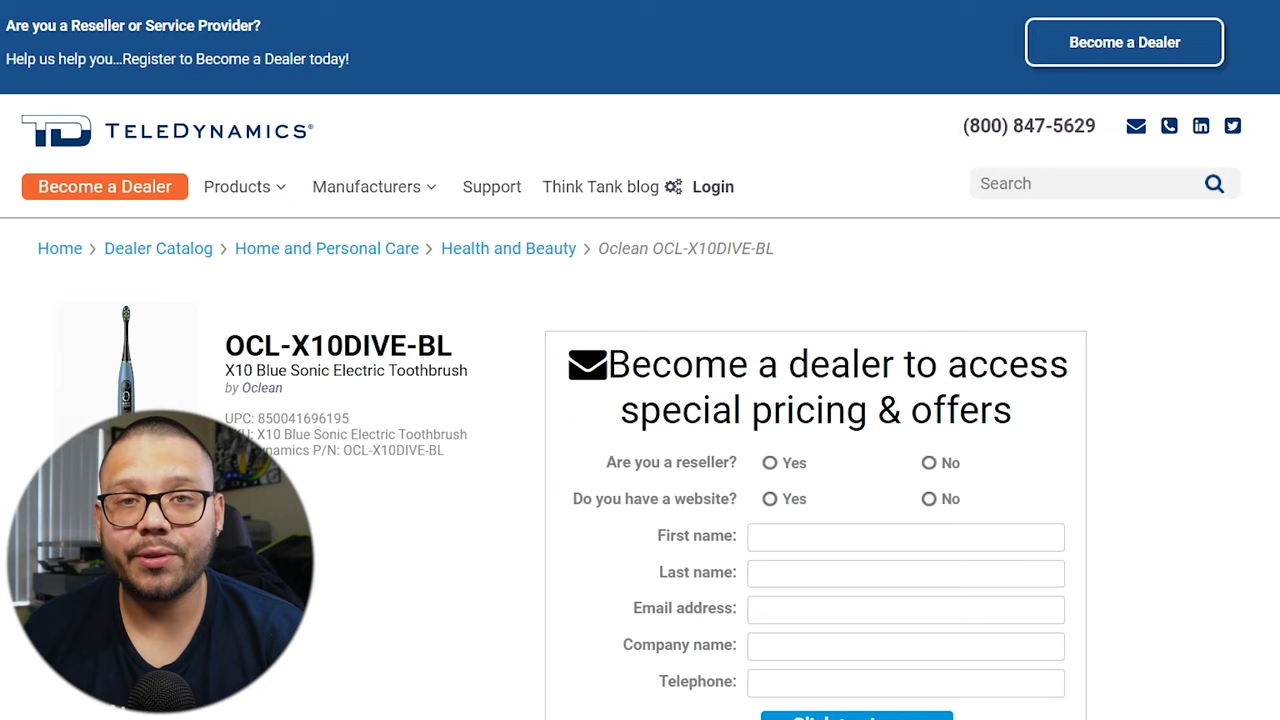 Are you a Reseller or Service Provider?
Help us help you...Register to Become a Dealer today!
Become a Dealer
TD TELEDYNAMICS®
(800) 847-5629
Become a Dealer
Products
Manufacturers
Support
Think Tank blog
Login
Search
Home > Dealer Catalog > Home and Personal Care > Health and Beauty > Oclean OCL-X10DIVE-BL
OCL-X10DIVE-BL
X10 Blue Sonic Electric Toothbrush
by Oclean
UPC: 850041696195
X10 Blue Sonic Electric Toothbrush
P/N: OCL-X10DIVE-BL
Become a dealer to access
special pricing & offers
Are you a reseller? Yes No
Do you have a website? Yes No
First name:
Last name:
Email address:
Company name:
Telephone: